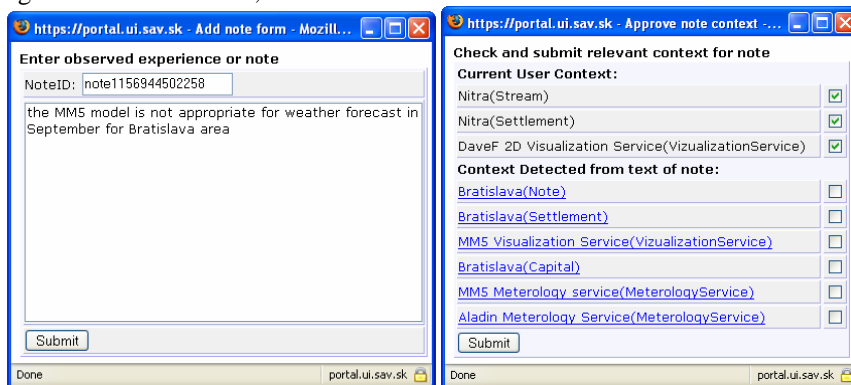 https://portal.ui.sav.sk - Add note form - Mozill...
Enter observed experience or note
NoteID: note1156944502258
the MM5 model is not appropriate for weather forecast in
September for Bratislava area
Submit
Done portal.ui.sav.sk
https://portal.ui.sav.sk - Approve note context -...
Check and submit relevant context for note
Current User Context:
Nitra(Stream)
Nitra(Settlement)
DaveF 2D Visualization Service(VizualizationService)
Context Detected from text of note:
Bratislava(Note)
Bratislava(Settlement)
MM5 Visualization Service(VizualizationService)
Bratislava(Capital)
MM5 Meterology service(MeterologyService)
Aladin Meterology Service(MeterologyService)
Submit
Done portal.ui.sav.sk